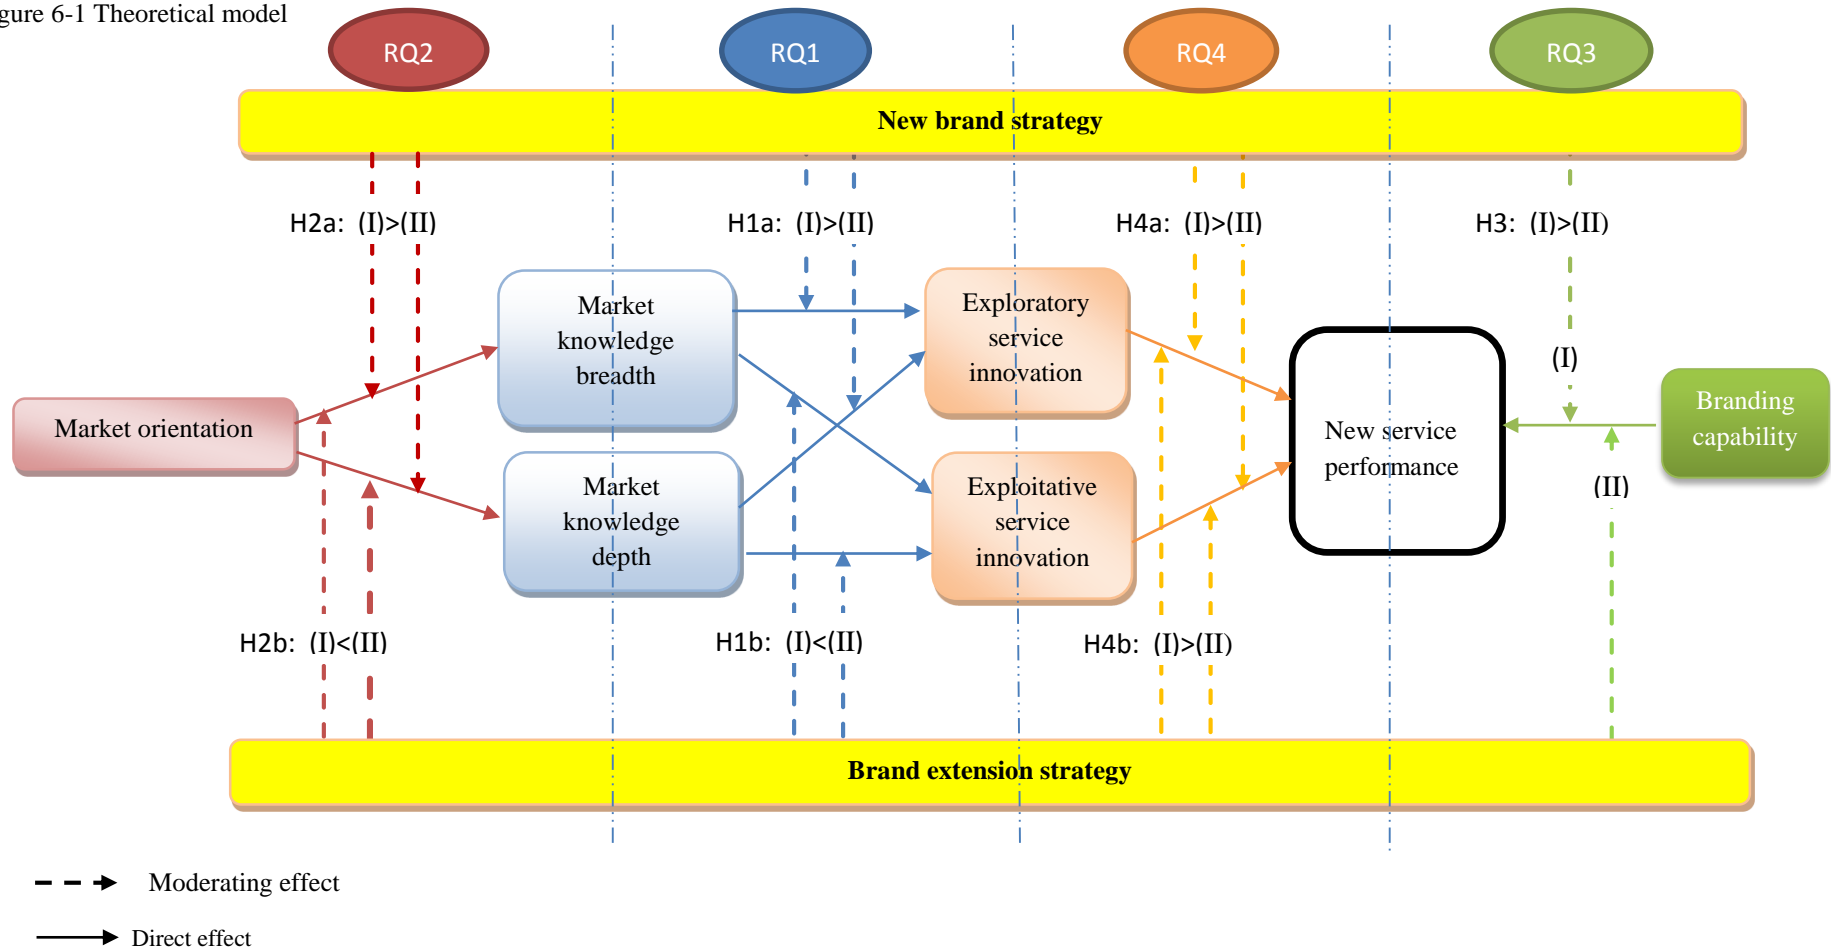 gure 6-1 Theoretical model
RQ2
RQ1
RQ4
RQ3
New brand strategy
H2a: (I)>(II)
H1a: (I)>(II)
H4a: (I)>(II)
H3: (I)>(II)
Market
knowledge
breadth
Exploratory
service
innovation
(I)
Market orientation
New service
performance
Branding
capability
Market
knowledge
depth
Exploitative
service
innovation
(II)
H2b: (I)<(II)
H1b: (I)<(II)
H4b: (I)>(II)
Brand extension strategy
Moderating effect
Direct effect